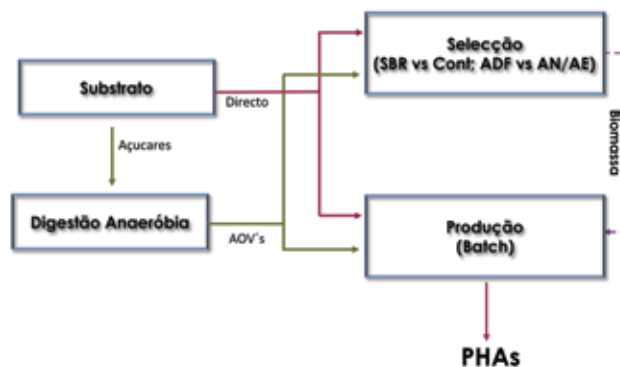 Selecção
(SBR vs Cont; ADF vs AN/AE)
Substrato
Directo
Açucares
Biomassa
Digestão Anaeróbia
AOV´s
Produção
(Batch)
PHAs